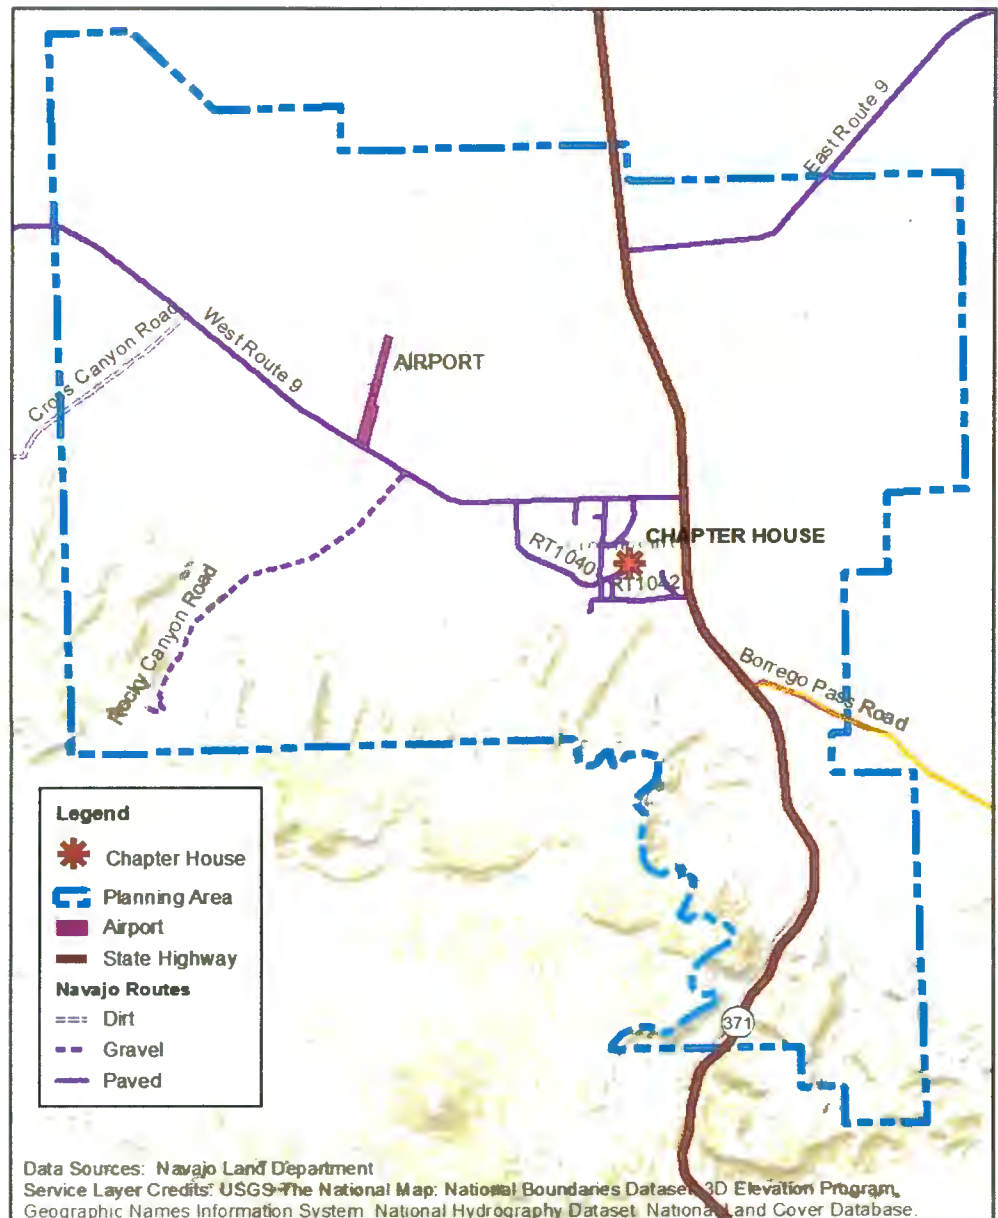 East Route 9
Cross Canyon Road
West Route 9
AIRPORT
CHAPTER HOUSE
RT1040
RT1042
Rocky Canyon Road
Borrego Pass Road
Legend
Chapter House
Planning Area
Airport
State Highway
Navajo Routes
Dirt
Gravel
Paved
371
Data Sources: Navajo Land Department
Service Layer Credits: USGS The National Map: National Boundaries Dataset, 3D Elevation Program,
Geographic Names Information System, National Hydrography Dataset, National Land Cover Database,